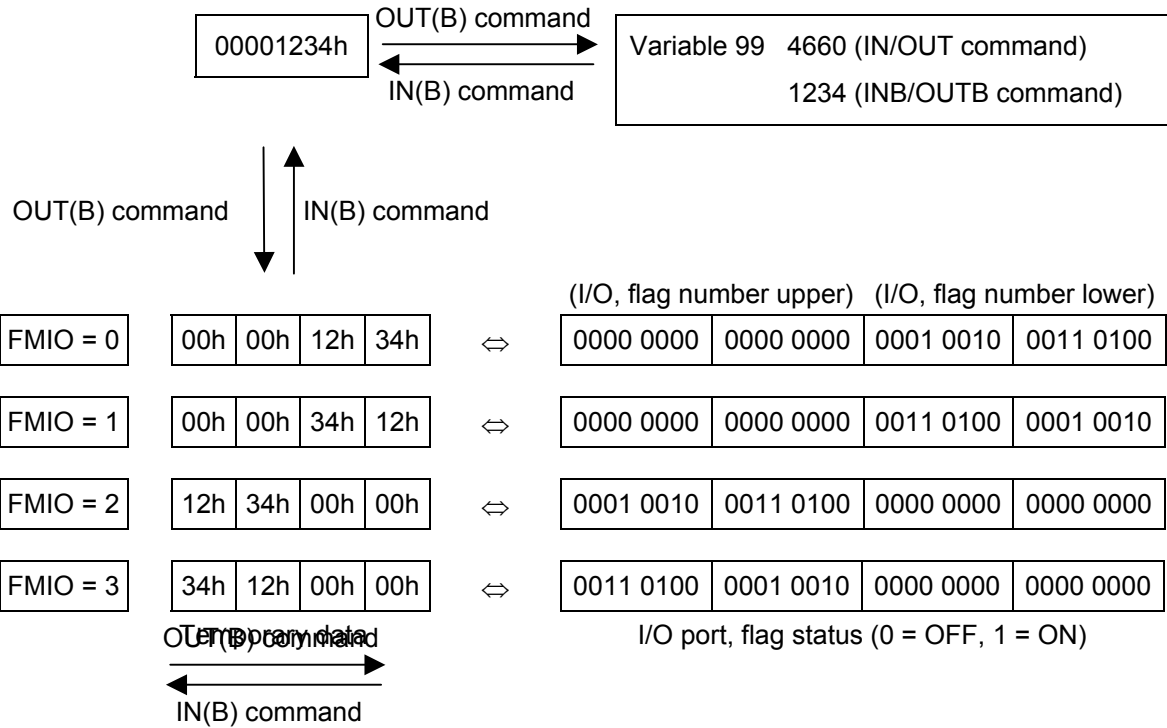 OUT(B) command
00001234h
Variable 99 4660 (IN/OUT command)
IN(B) command
1234 (INB/OUTB command)
OUT(B) command
IN(B) command
(I/O, flag number upper) (I/O, flag number lower)
FMIO = 0 00h 00h 12h 34h ⇔ 0000 0000 0000 0000 0001 0010 0011 0100
FMIO = 1 00h 00h 34h 12h ⇔ 0000 0000 0000 0000 0011 0100 0001 0010
FMIO = 2 12h 34h 00h 00h ⇔ 0001 0010 0011 0100 0000 0000 0000 0000
FMIO = 3 34h 12h 00h 00h ⇔ 0011 0100 0001 0010 0000 0000 0000 0000
Temporary data
OUT(B) command
I/O port, flag status (0 = OFF, 1 = ON)
IN(B) command